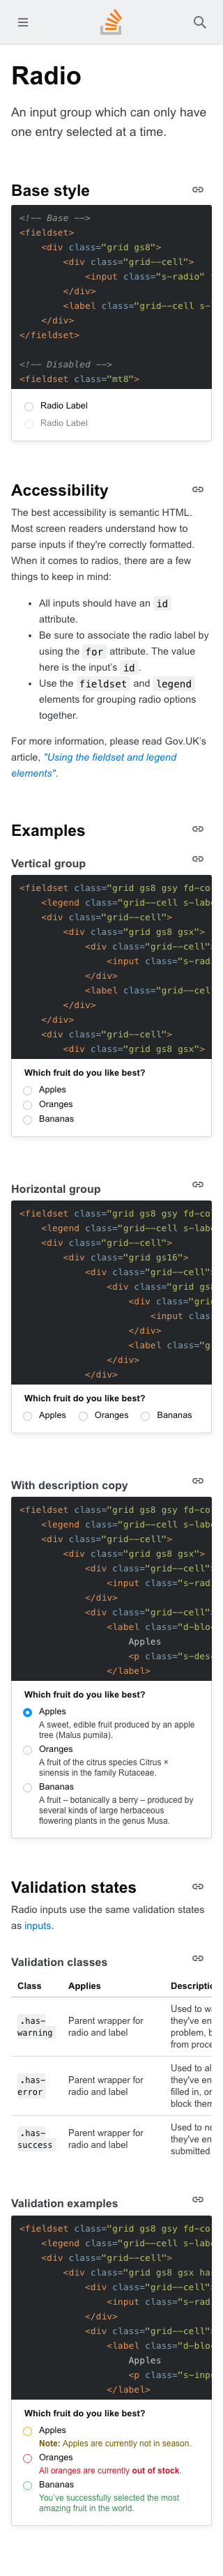 Radio
An input group which can only have
one entry selected at a time.
Base style
<!-- Base -->
<fieldset>
<div class="grid gs8">
<div class="grid--cell">
<input class="s-radio"
</div>
<label class="grid--cell s-
</div>
</fieldset>
<!-- Disabled -->
<fieldset class="mt8">
Radio Label
Radio Label
Accessibility
The best accessibility is semantic HTML.
Most screen readers understand how to
parse inputs if they're correctly formatted.
When it comes to radios, there are a few
things to keep in mind:
• All inputs should have an id
attribute.
• Be sure to associate the radio label by
using the for attribute. The value
here is the input's id .
• Use the fieldset and legend
elements for grouping radio options
together.
For more information, please read Gov.UK's
article, "Using the fieldset and legend
elements".
Examples
Vertical group
<fieldset class="grid gs8 gsy fd-co
<legend class="grid--cell s-labe
<div class="grid--cell">
<div class="grid gs8 gsx">
<div class="grid--cell"
<input class="s-rad
</div>
<label class="grid--cel
</div>
</div>
<div class="grid--cell">
<div class="grid gs8 gsx">
Which fruit do you like best?
Apples
Oranges
Bananas
Horizontal group
<fieldset class="grid gs8 gsy fd-co
<legend class="grid--cell s-labe
<div class="grid--cell">
<div class="grid gs16">
<div class="grid--cell"
<div class="grid gs8
<div class="gri
<input clas
</div>
<label class="g
</div>
</div>
Which fruit do you like best?
Apples Oranges Bananas
With description copy
<fieldset class="grid gs8 gsy fd-co
<legend class="grid--cell s-labe
<div class="grid--cell">
<div class="grid gs8 gsx">
<div class="grid--cell"
<input class="s-rad
</div>
<div class="grid--cell"
<label class="d-bloc
Apples
<p class="s-des
</label>
Which fruit do you like best?
Apples
A sweet, edible fruit produced by an apple
tree (Malus pumila).
Oranges
A fruit of the citrus species Citrus ×
sinensis in the family Rutaceae.
Bananas
A fruit – botanically a berry – produced by
several kinds of large herbaceous
flowering plants in the genus Musa.
Validation states
Radio inputs use the same validation states
as inputs.
Validation classes
Class Applies Descriptio
.has-warning Parent wrapper for radio and label Used to wa
they've en
problem, b
from proce
.has-error Parent wrapper for radio and label Used to al
they've en
filled in, or
block them
.has-success Parent wrapper for radio and label Used to no
they've en
submitted
Validation examples
<fieldset class="grid gs8 gsy fd-co
<legend class="grid--cell s-labe
<div class="grid--cell">
<div class="grid gs8 gsx has
<div class="grid--cell"
<input class="s-rad
</div>
<div class="grid--cell"
<label class="d-bloc
Apples
<p class="s-inp
</label>
Which fruit do you like best?
Apples
Note: Apples are currently not in season.
Oranges
All oranges are currently out of stock.
Bananas
You've successfully selected the most
amazing fruit in the world.